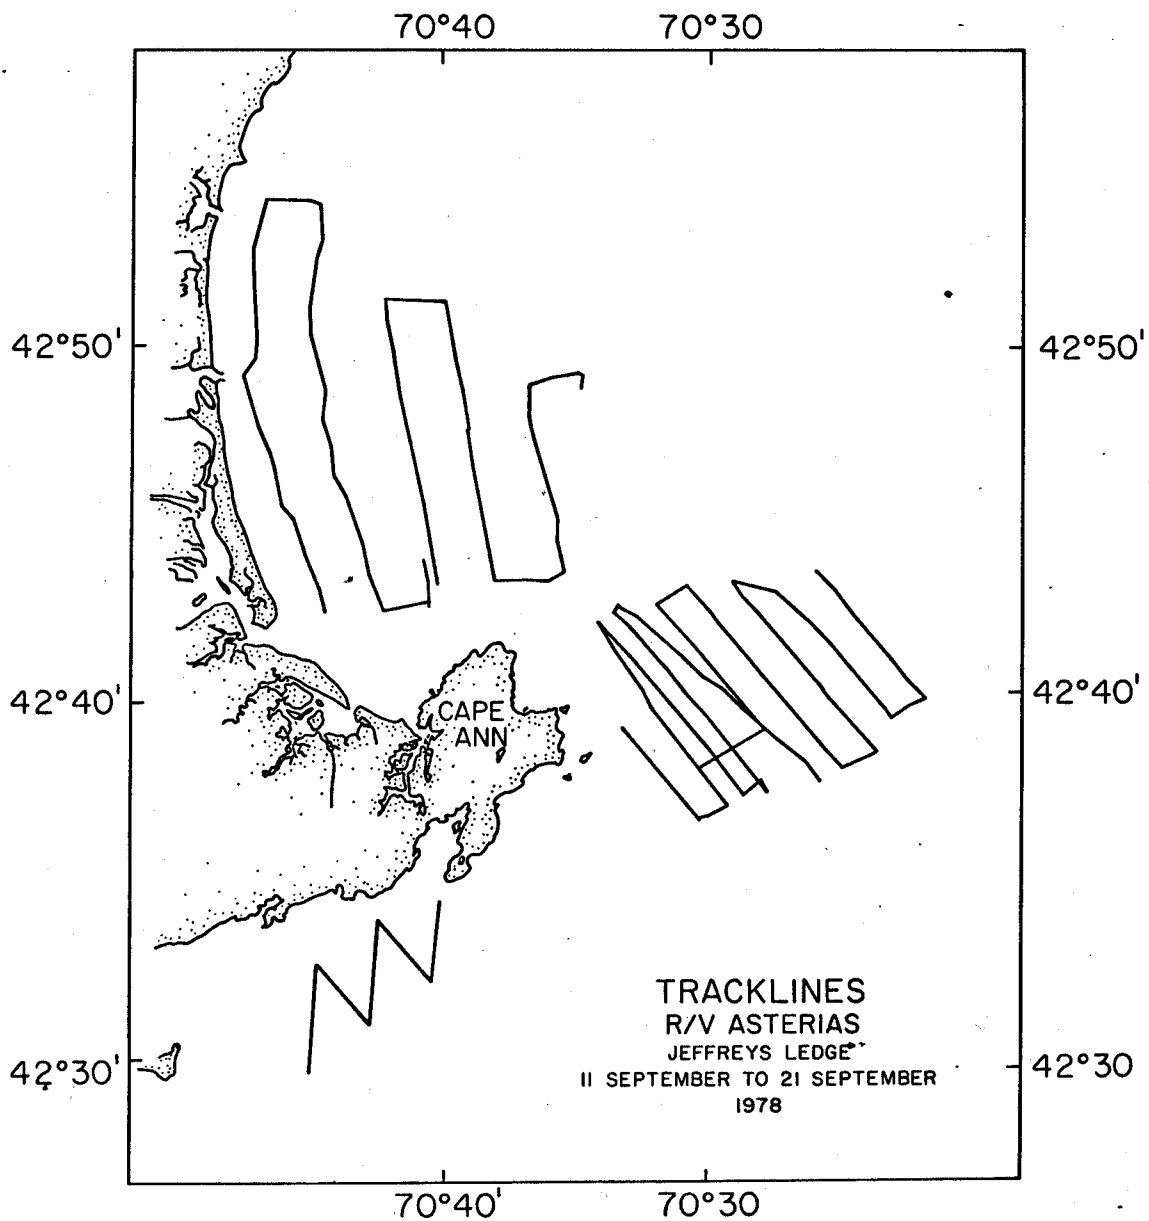 70°40' 70°30'
42°50' 42°50'
42°40' 42°40'
CAPE
ANN
TRACKLINES
R/V ASTERIAS
JEFFREYS LEDGE
11 SEPTEMBER TO 21 SEPTEMBER
1978
42°30' 42°30
70°40' 70°30'